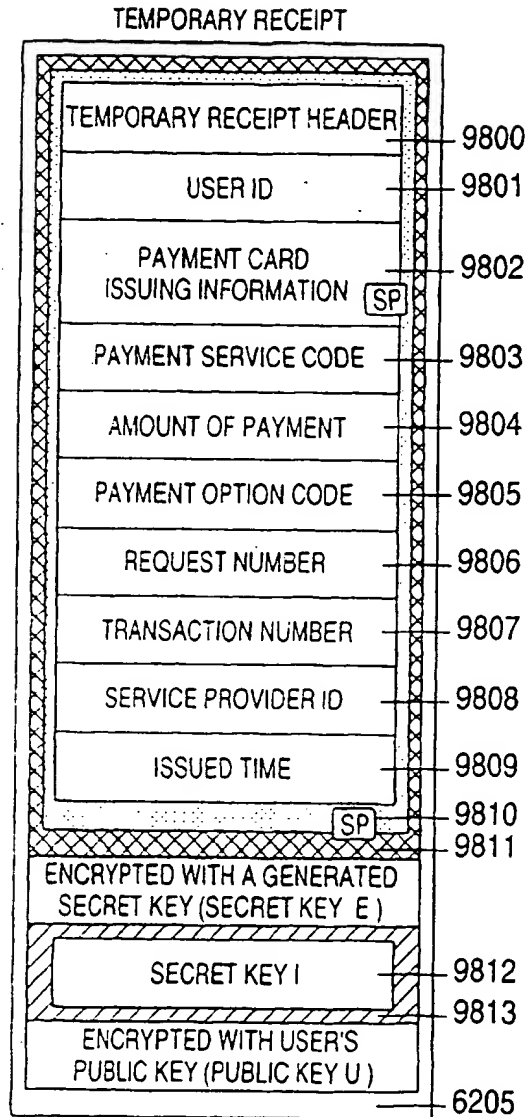 TEMPORARY RECEIPT
TEMPORARY RECEIPT HEADER
9800
USER ID
9801
PAYMENT CARD
ISSUING INFORMATION
SP
9802
PAYMENT SERVICE CODE
9803
AMOUNT OF PAYMENT
9804
PAYMENT OPTION CODE
9805
REQUEST NUMBER
9806
TRANSACTION NUMBER
9807
SERVICE PROVIDER ID
9808
ISSUED TIME
9809
SP
9810
9811
ENCRYPTED WITH A GENERATED
SECRET KEY (SECRET KEY E)
SECRET KEY I
9812
9813
ENCRYPTED WITH USER'S
PUBLIC KEY (PUBLIC KEY U)
6205